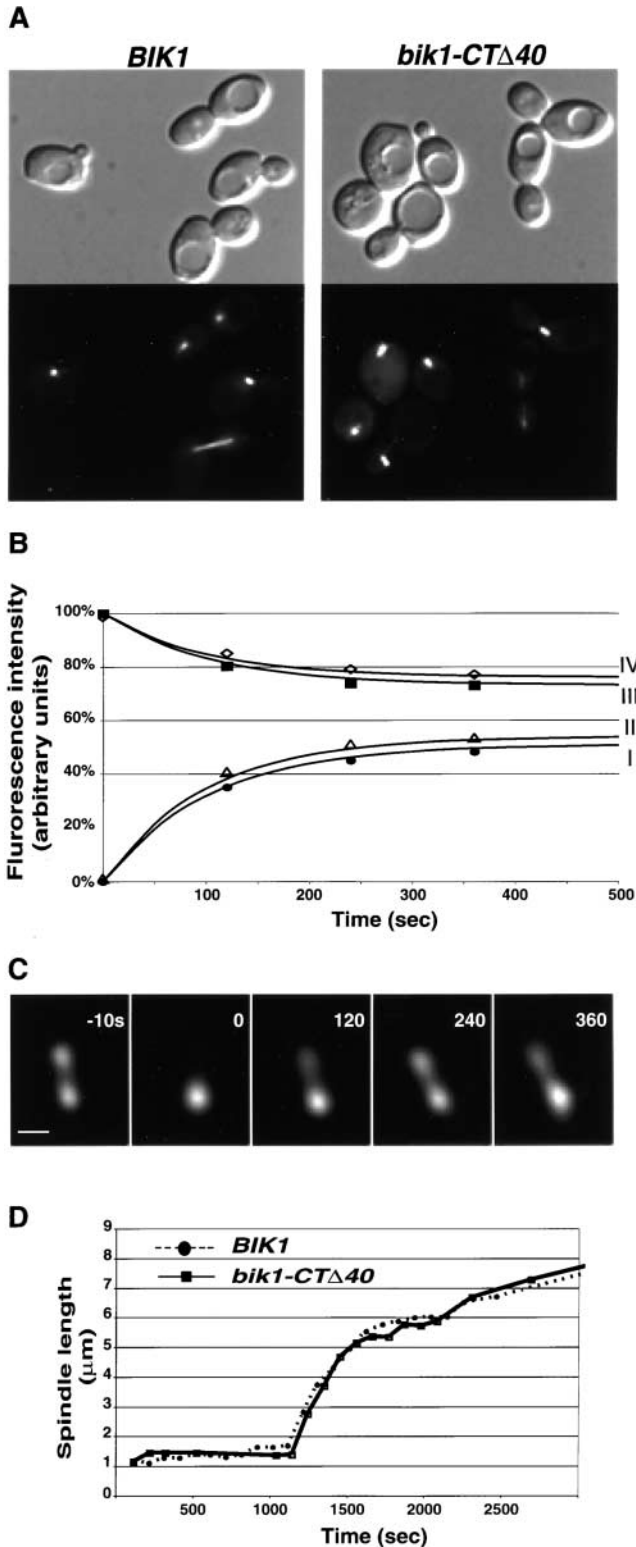 A
BIK1 bik1-CTΔ40
B
Flurorescence intensity
(arbitrary units)
100%
80%
60%
40%
20%
0%
IV
III
II
I
100 200 300 400 500
Time (sec)
C
-10s 0 120 240 360
D
9
8
7
6
5
4
3
2
1
0
BIK1
bik1-CTΔ40
Spindle length
(μm)
500 1000 1500 2000 2500
Time (sec)